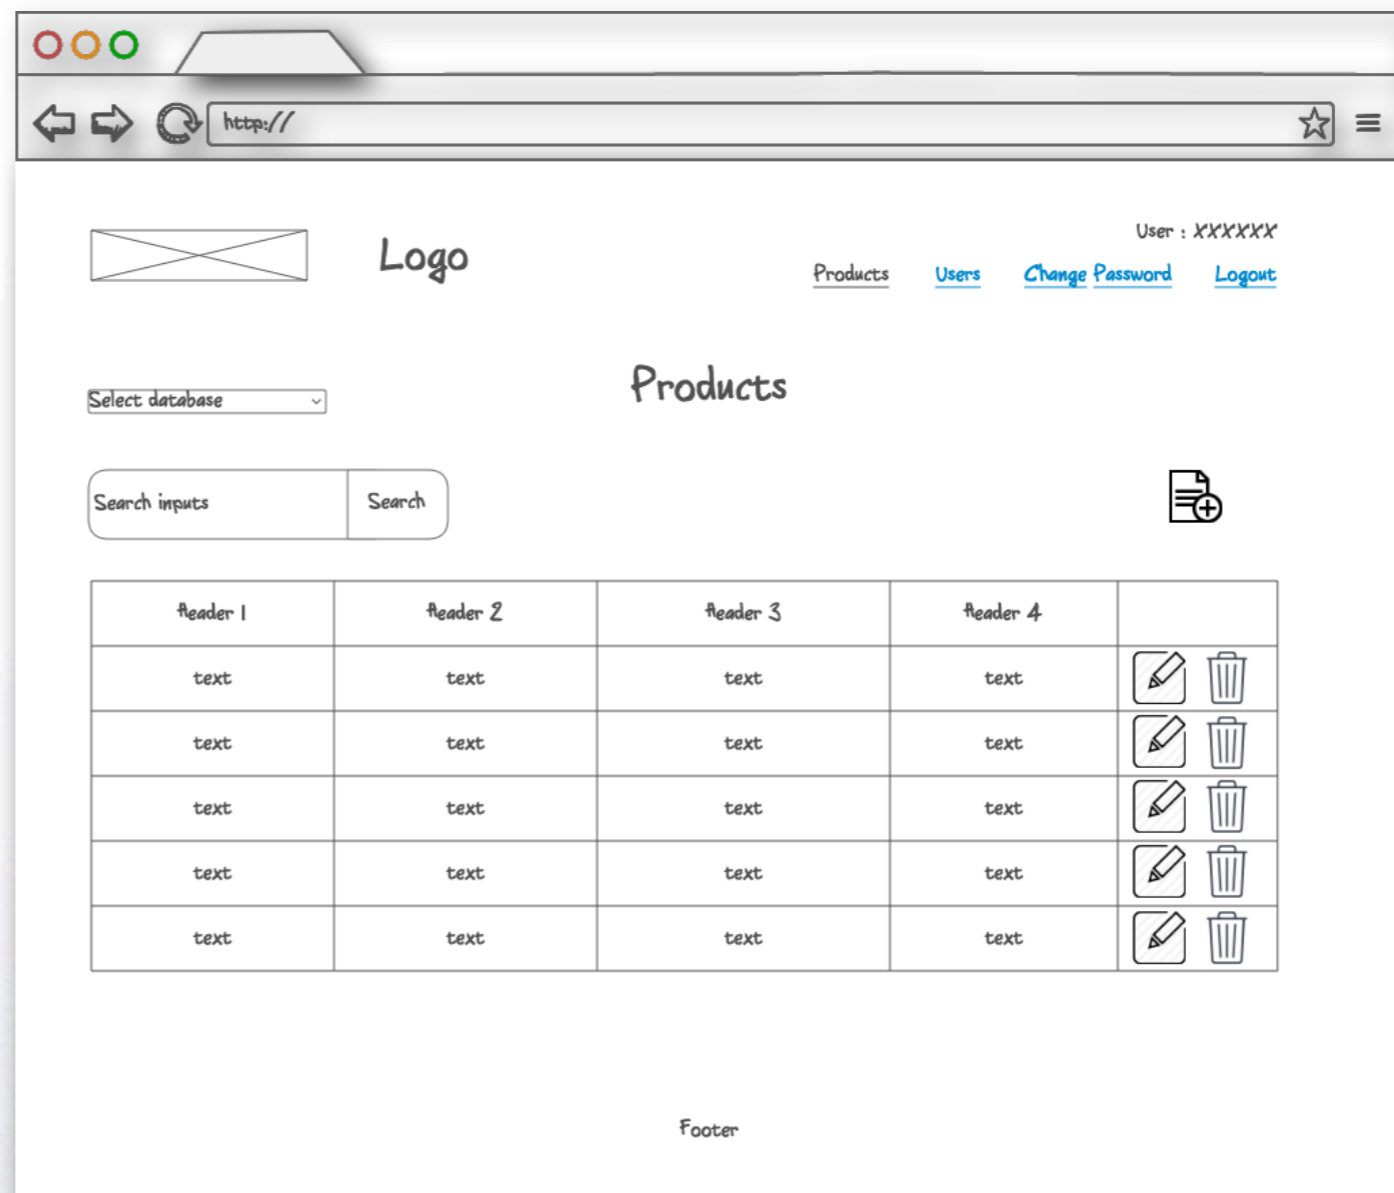 http://
User : XXXXXX
Logo
Products Users Change Password Logout
Products
Select database
Search inputs Search
Header 1 Header 2 Header 3 Header 4
text text text text
text text text text
text text text text
text text text text
text text text text
Footer